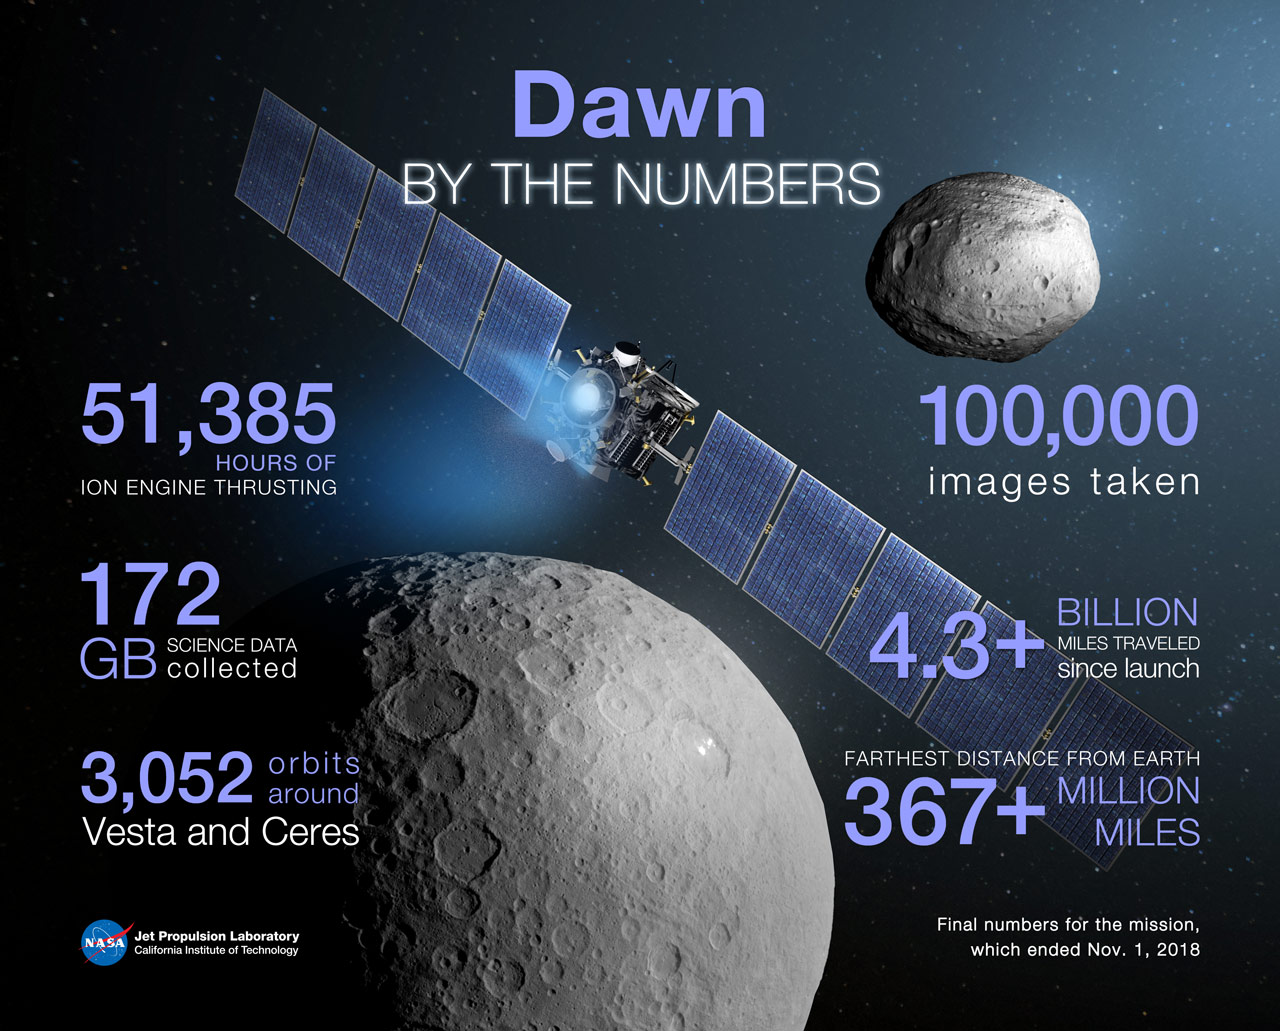 Dawn
BY THE NUMBERS
51,385
HOURS OF
ION ENGINE THRUSTING
172
GB
SCIENCE DATA
collected
3,052
orbits
around
Vesta and Ceres
100,000
images taken
4.3+
BILLION
MILES TRAVELED
since launch
FARTHEST DISTANCE FROM EARTH
367+
MILLION
MILES
NASA
Jet Propulsion Laboratory
California Institute of Technology
Final numbers for the mission,
which ended Nov. 1, 2018